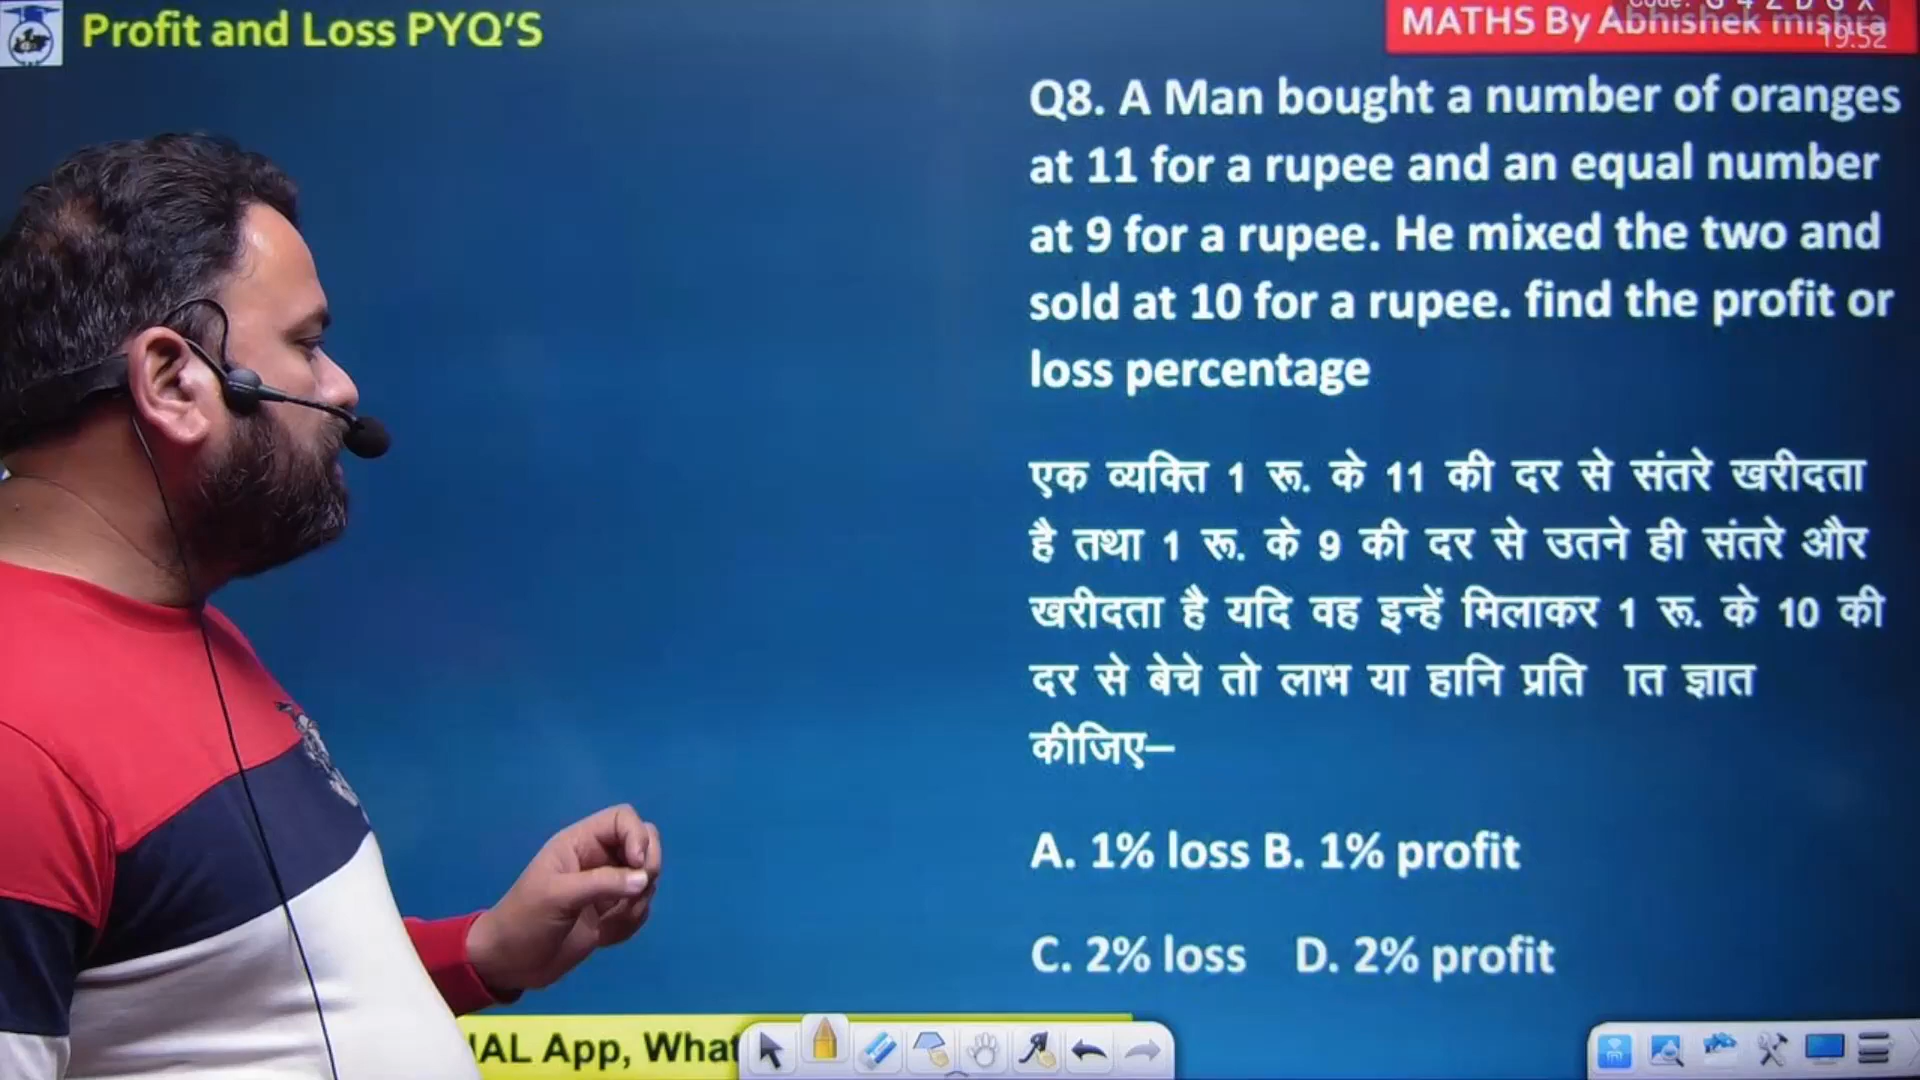 Profit and Loss PYQ'S
Code: G 4 Z D G X
MATHS By Abhishek mishra
19:52
Q8. A Man bought a number of oranges
at 11 for a rupee and an equal number
at 9 for a rupee. He mixed the two and
sold at 10 for a rupee. find the profit or
loss percentage
एक व्यक्ति 1 रू. के 11 की दर से संतरे खरीदता
है तथा 1 रू. के 9 की दर से उतने ही संतरे और
खरीदता है यदि वह इन्हें मिलाकर 1 रू. के 10 की
दर से बेचे तो लाभ या हानि प्रति ात ज्ञात
कीजिए—
A. 1% loss B. 1% profit
C. 2% loss D. 2% profit
App,